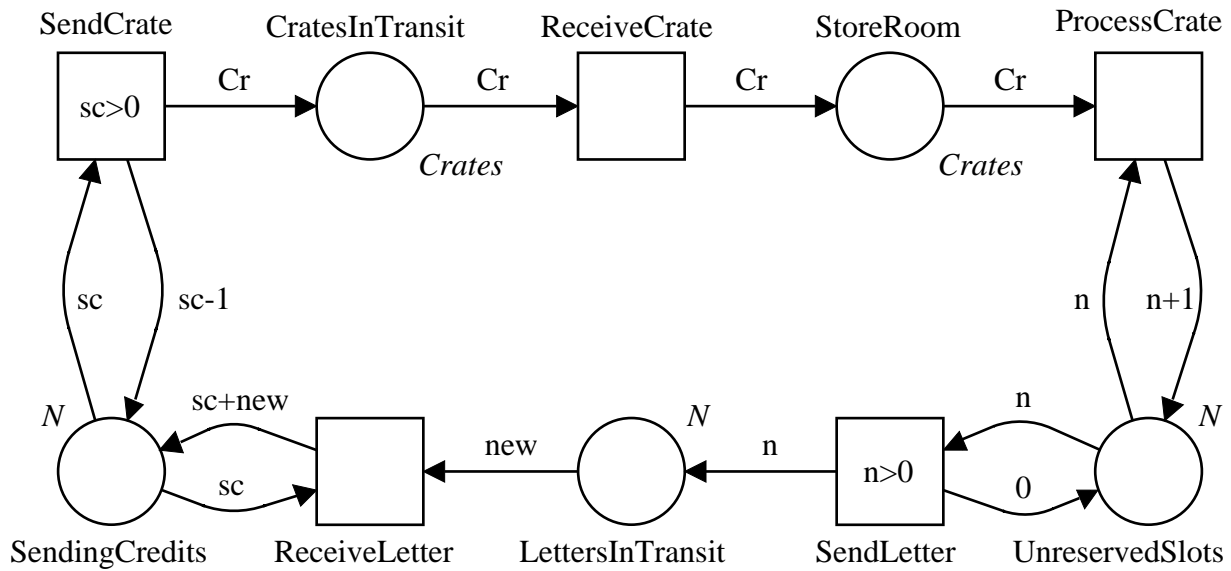 SendCrate CratesInTransit ReceiveCrate StoreRoom ProcessCrate
Cr Cr Cr Cr
sc>0
Crates Crates
sc sc-1 n n+1
N sc+new N n N
new n
n>0
sc 0
SendingCredits ReceiveLetter LettersInTransit SendLetter UnreservedSlots